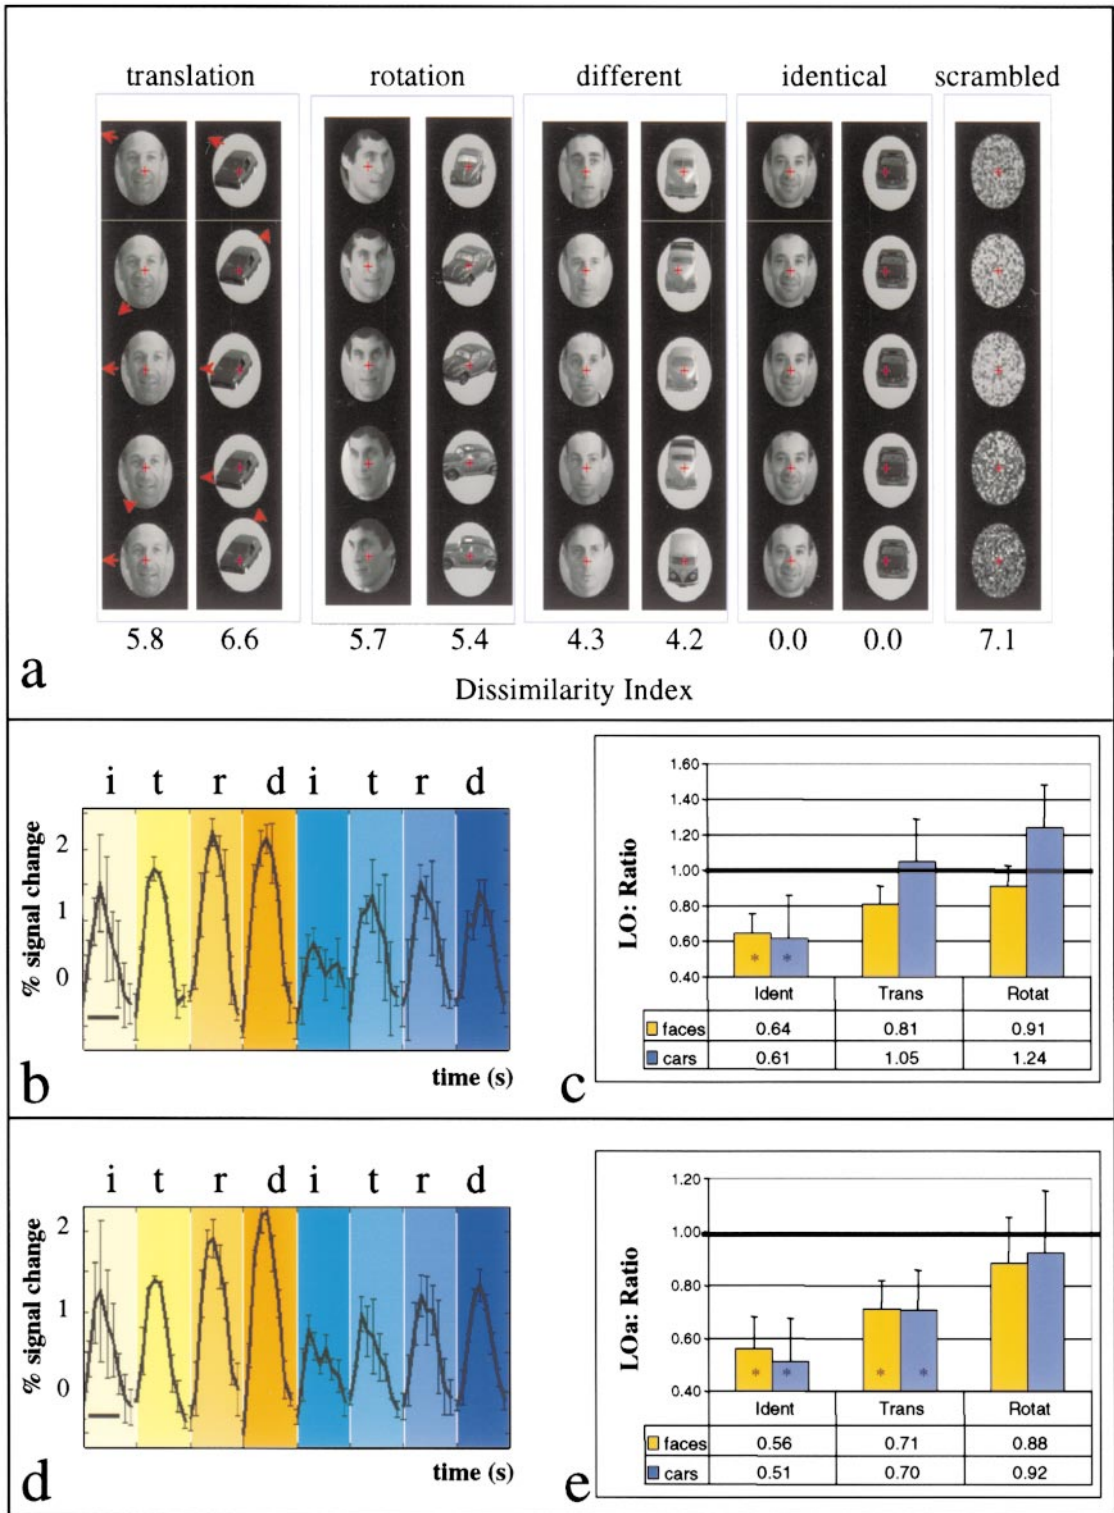 translation rotation different identical scrambled
5.8 6.6 5.7 5.4 4.3 4.2 0.0 0.0 7.1
a
Dissimilarity Index
i t r d i t r d
% signal change
2
1
0
time (s)
b
LO: Ratio
1.60
1.40
1.20
1.00
0.80
0.60
0.40
* *
Ident Trans Rotat
faces 0.64 0.81 0.91
cars 0.61 1.05 1.24
c
i t r d i t r d
% signal change
2
1
0
time (s)
d
LOa: Ratio
1.20
1.00
0.80
0.60
0.40
* * * *
Ident Trans Rotat
faces 0.56 0.71 0.88
cars 0.51 0.70 0.92
e